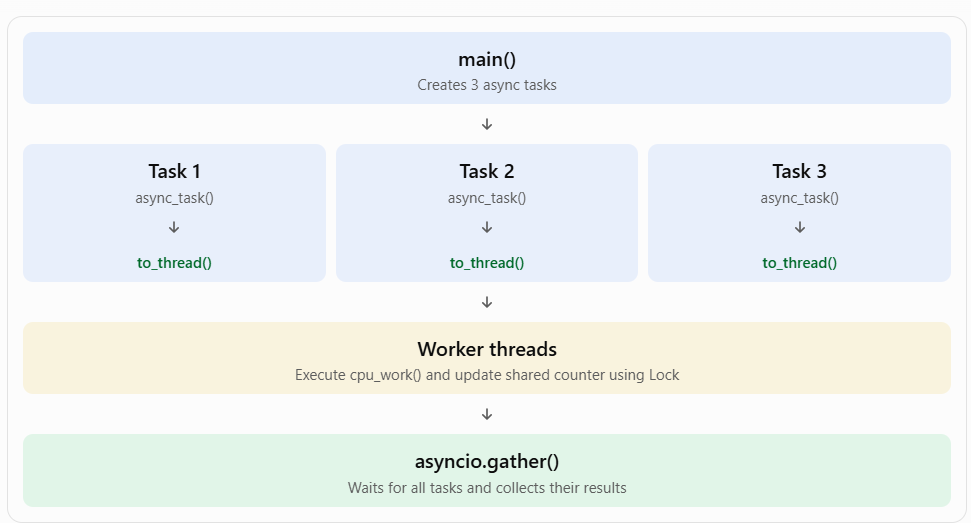 main()
Creates 3 async tasks
↓
Task 1
async_task()
↓
to_thread()
Task 2
async_task()
↓
to_thread()
Task 3
async_task()
↓
to_thread()
↓
Worker threads
Execute cpu_work() and update shared counter using Lock
↓
asyncio.gather()
Waits for all tasks and collects their results